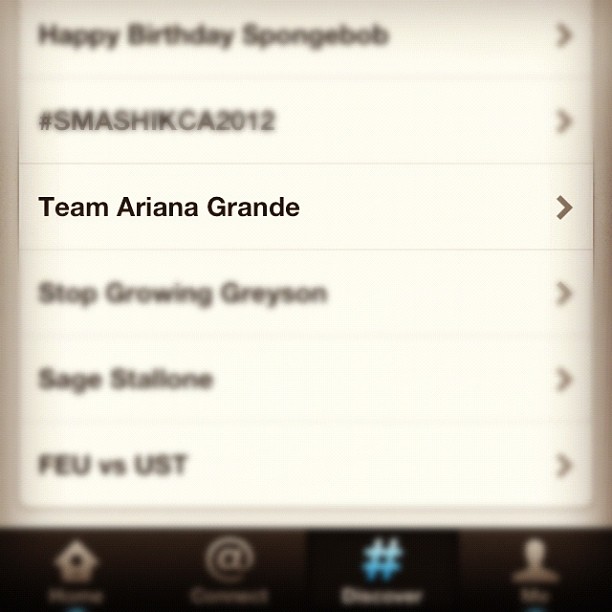 Happy Birthday Spongebob
#SMASHIKCA2012
Team Ariana Grande
Stop Growing Greyson
Sage Stallone
FEU vs UST
Home
Connect
Discover
Me